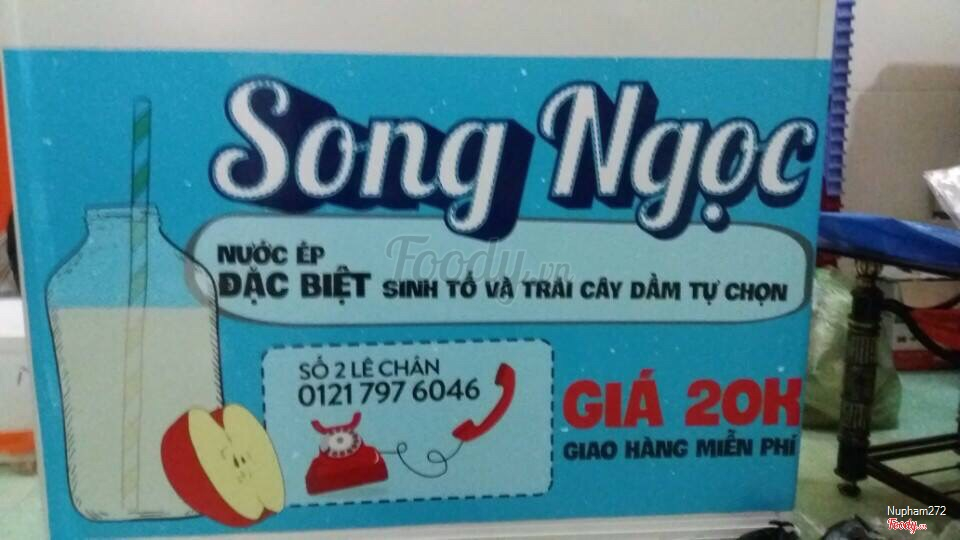 Song Ngọc
NƯỚC ÉP
ĐẶC BIỆT SINH TỐ VÀ TRÁI CÂY DẦM TỰ CHỌN
Foody.vn
SỐ 2 LÊ CHÂN
0121 797 6046
GIÁ 20K
GIAO HÀNG MIỄN PHÍ
Nupham272
Foody.vn